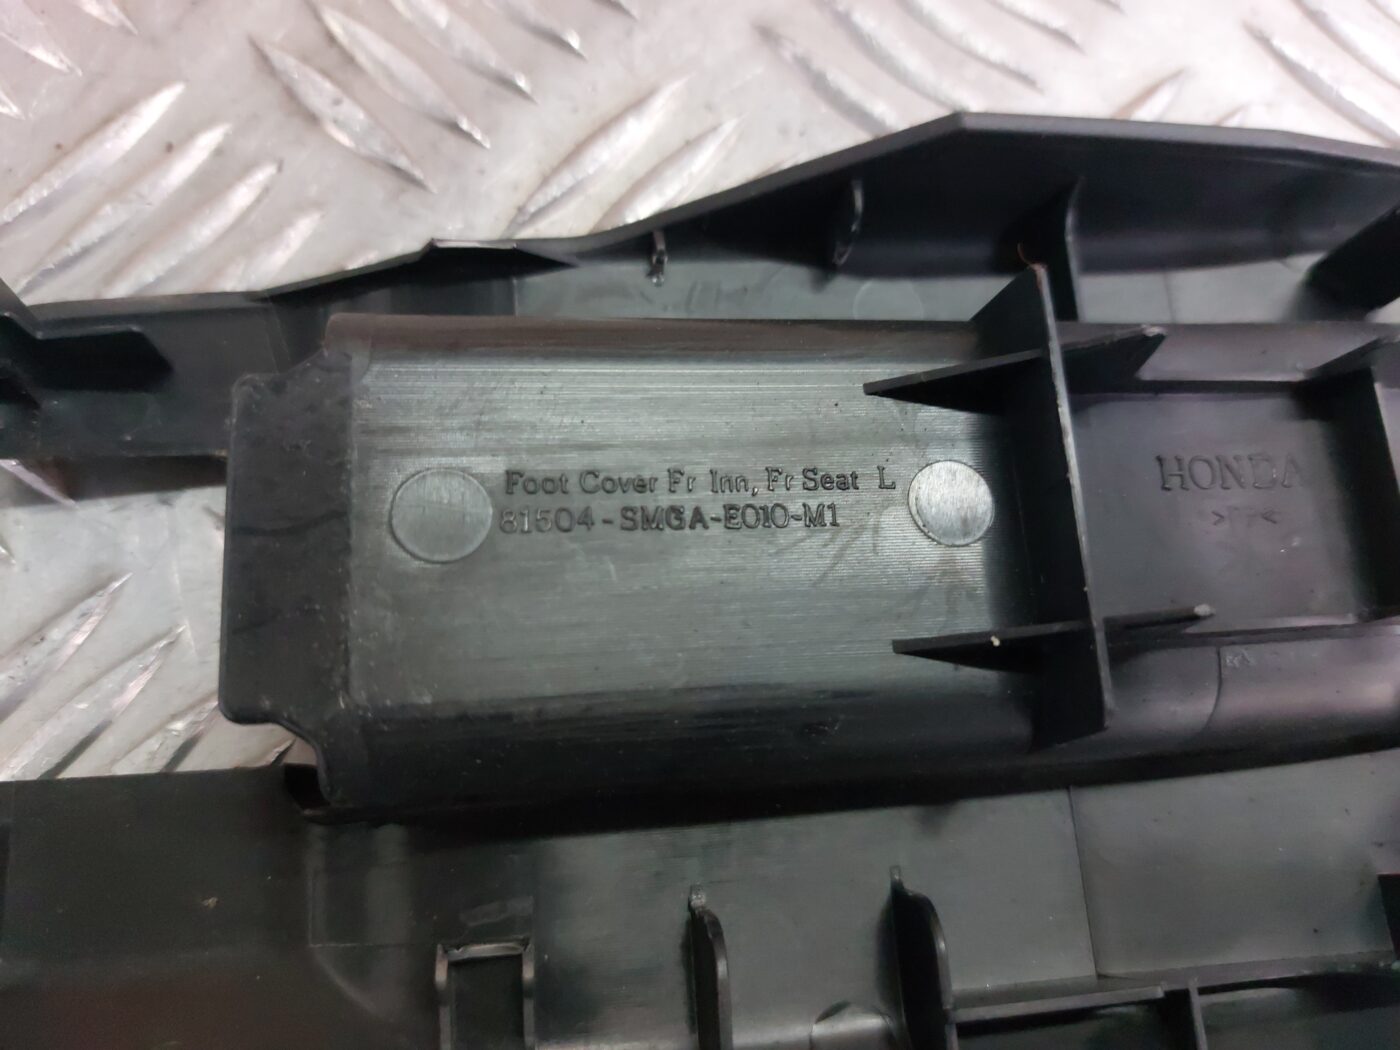 Foot Cover Fr Inn, Fr Seat L
81504-SMGA-E010-M1
HONDA